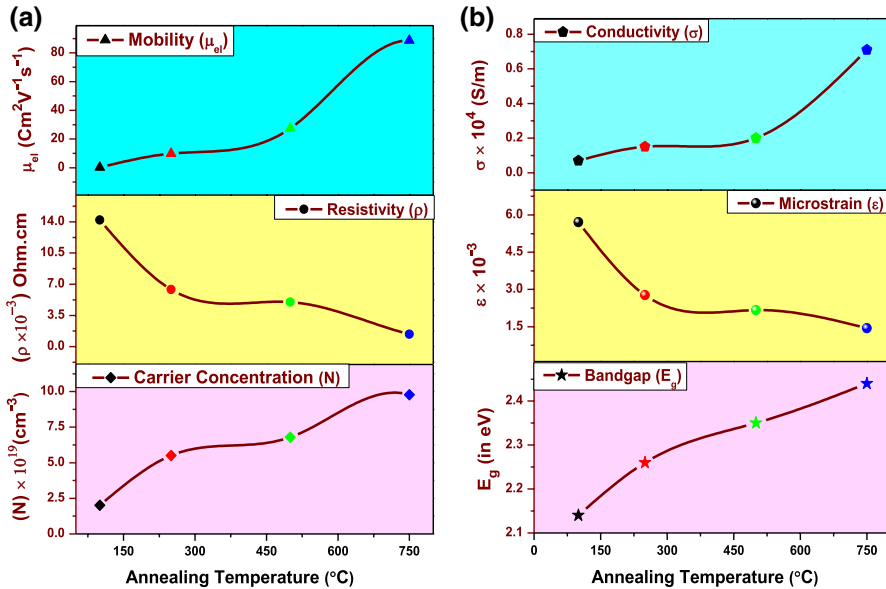 (a)
Mobility (μel)
μel (Cm²V⁻¹s⁻¹)
80
60
40
20
0
Resistivity (ρ)
(ρ ×10⁻³) Ohm.cm
14.0
10.5
7.0
3.5
0.0
Carrier Concentration (N)
(N) × 10¹⁹(cm⁻³)
10.0
7.5
5.0
2.5
0.0
150 300 450 600 750
Annealing Temperature (°C)
(b)
Conductivity (σ)
σ × 10⁴ (S/m)
0.8
0.6
0.4
0.2
0.0
Microstrain (ε)
ε × 10⁻³
6.0
4.5
3.0
1.5
Bandgap (Eg)
Eg (in eV)
2.4
2.3
2.2
2.1
0 150 300 450 600 750
Annealing Temperature (°C)